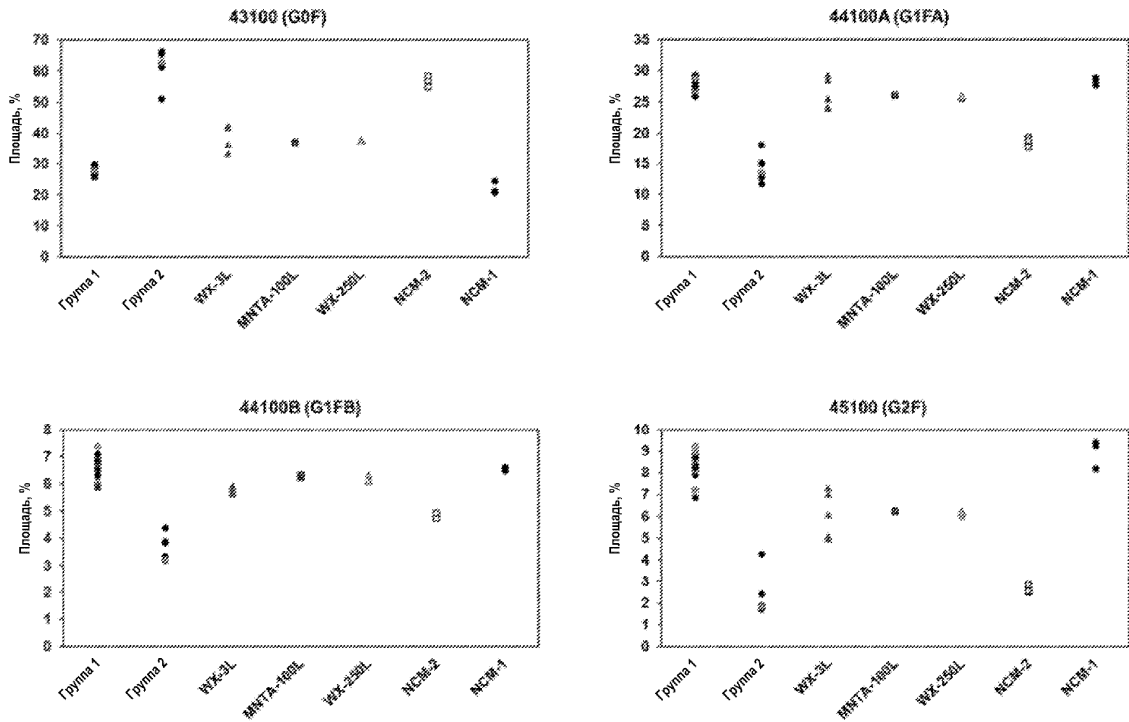 43100 (G0F)
Площадь, %
70
60
50
40
30
20
10
0
Группа 1
Группа 2
WX-3L
MNTA-100L
WX-250L
NCM-2
NCM-1
44100A (G1FA)
Площадь, %
35
30
25
20
15
10
5
0
Группа 1
Группа 2
WX-3L
MNTA-100L
WX-250L
NCM-2
NCM-1
44100B (G1FB)
Площадь, %
8
7
6
5
4
3
2
1
0
Группа 1
Группа 2
WX-3L
MNTA-100L
WX-250L
NCM-2
NCM-1
45100 (G2F)
Площадь, %
10
9
8
7
6
5
4
3
2
1
0
Группа 1
Группа 2
WX-3L
MNTA-100L
WX-250L
NCM-2
NCM-1